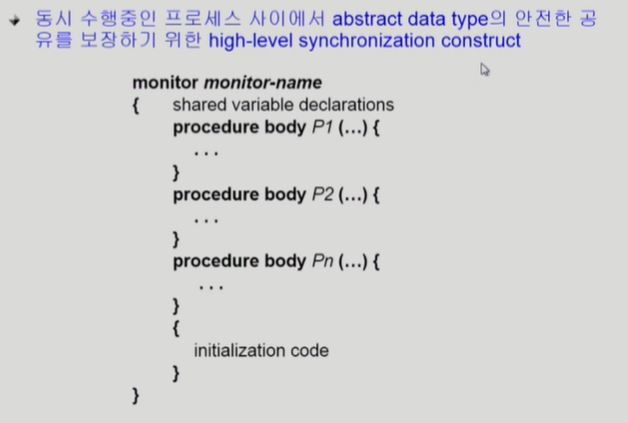 동시 수행중인 프로세스 사이에서 abstract data type의 안전한 공
유를 보장하기 위한 high-level synchronization construct
monitor monitor-name
{ shared variable declarations
procedure body P1 (...) {
...
}
procedure body P2 (...) {
...
}
procedure body Pn (...) {
...
}
{
initialization code
}
}